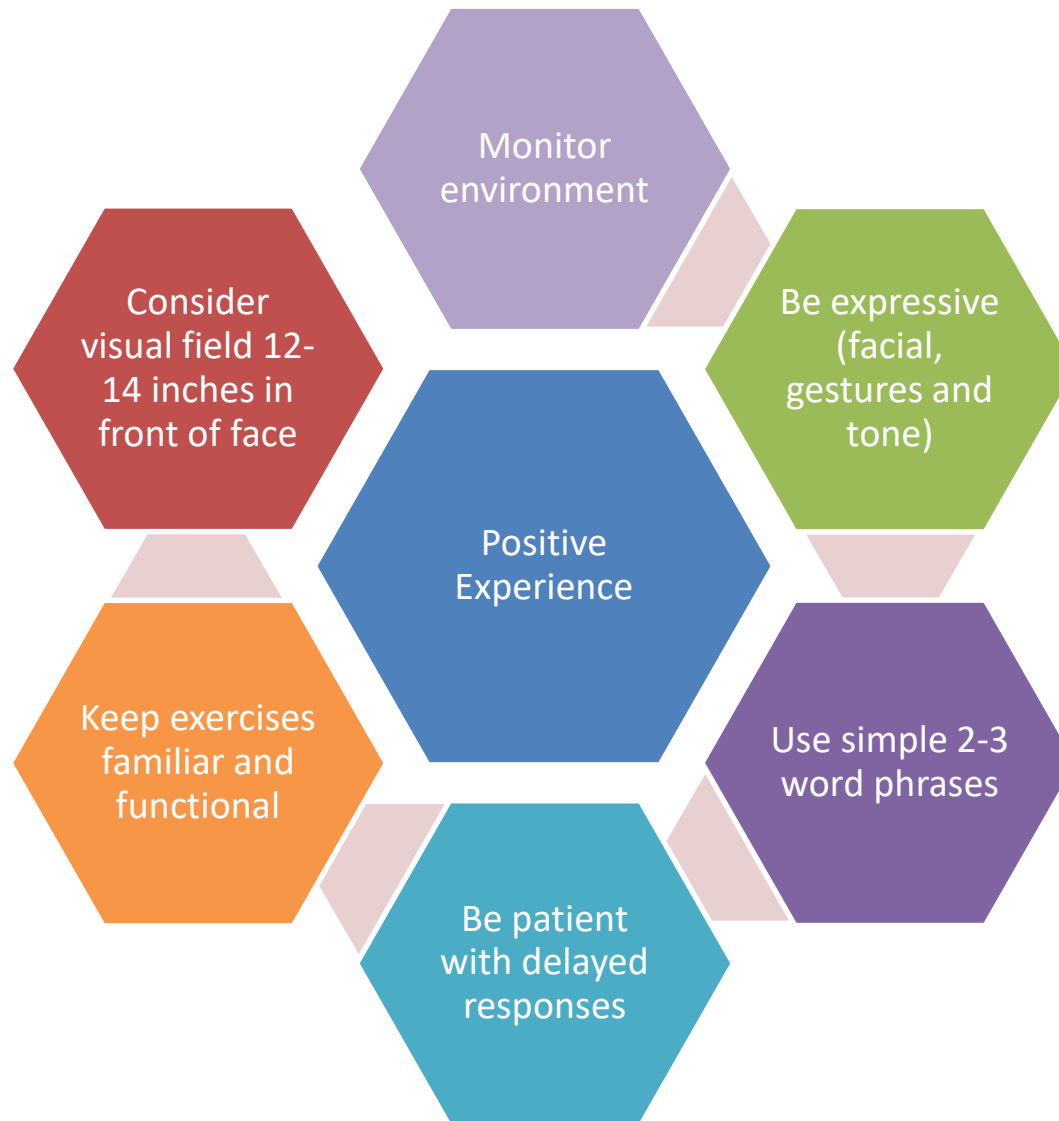 Monitor
environment
Be expressive
(facial,
gestures and
tone)
Use simple 2-3
word phrases
Be patient
with delayed
responses
Keep exercises
familiar and
functional
Consider
visual field 12-
14 inches in
front of face
Positive
Experience